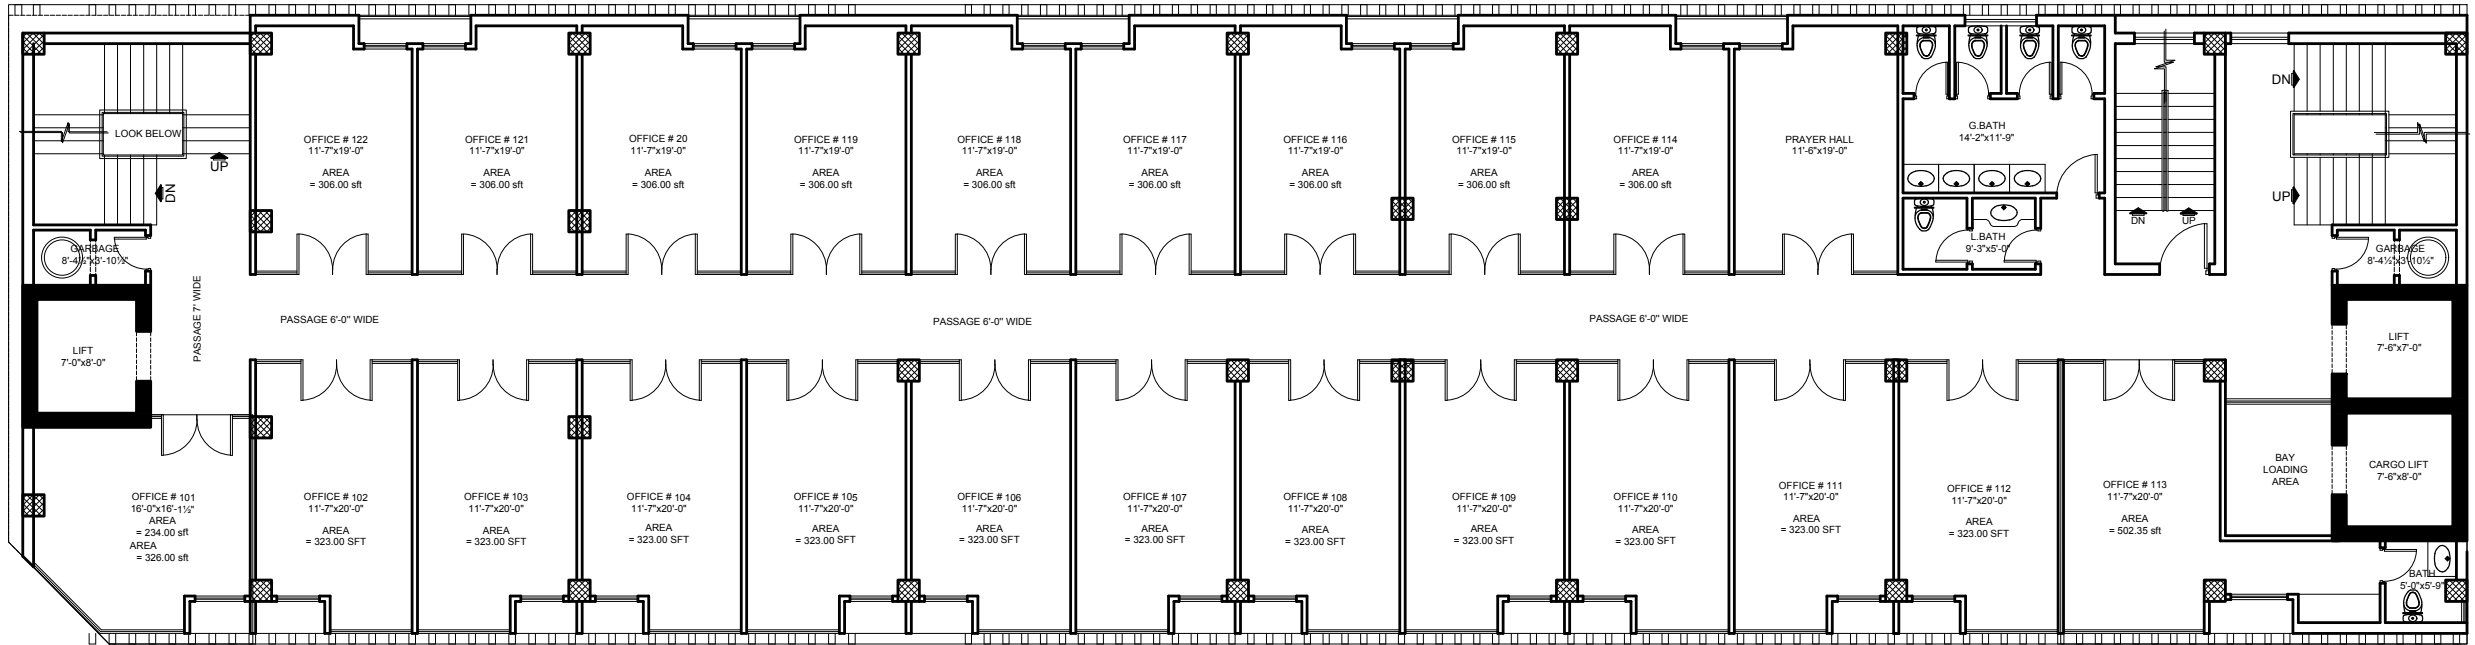 LOOK BELOW
UP
DN
GARBAGE
8'-4½"x3'-10½"
LIFT
7'-0"x8'-0"
PASSAGE 7" WIDE
OFFICE # 122
11'-7"x19'-0"
AREA
= 306.00 sft
OFFICE # 121
11'-7"x19'-0"
AREA
= 306.00 sft
OFFICE # 20
11'-7"x19'-0"
AREA
= 306.00 sft
OFFICE # 119
11'-7"x19'-0"
AREA
= 306.00 sft
OFFICE # 118
11'-7"x19'-0"
AREA
= 306.00 sft
OFFICE # 117
11'-7"x19'-0"
AREA
= 306.00 sft
OFFICE # 116
11'-7"x19'-0"
AREA
= 306.00 sft
OFFICE # 115
11'-7"x19'-0"
AREA
= 306.00 sft
OFFICE # 114
11'-7"x19'-0"
AREA
= 306.00 sft
PRAYER HALL
11'-6"x19'-0"
G.BATH
14'-2"x11'-9"
L.BATH
9'-3"x5'-0"
DN
UP
DN
UP
GARBAGE
8'-4½"x3'-10½"
PASSAGE 6'-0" WIDE
PASSAGE 6'-0" WIDE
PASSAGE 6'-0" WIDE
LIFT
7'-6"x7'-0"
OFFICE # 101
16'-0"x16'-1½"
AREA
= 234.00 sft
AREA
= 326.00 sft
OFFICE # 102
11'-7"x20'-0"
AREA
= 323.00 SFT
OFFICE # 103
11'-7"x20'-0"
AREA
= 323.00 SFT
OFFICE # 104
11'-7"x20'-0"
AREA
= 323.00 SFT
OFFICE # 105
11'-7"x20'-0"
AREA
= 323.00 SFT
OFFICE # 106
11'-7"x20'-0"
AREA
= 323.00 SFT
OFFICE # 107
11'-7"x20'-0"
AREA
= 323.00 SFT
OFFICE # 108
11'-7"x20'-0"
AREA
= 323.00 SFT
OFFICE # 109
11'-7"x20'-0"
AREA
= 323.00 SFT
OFFICE # 110
11'-7"x20'-0"
AREA
= 323.00 SFT
OFFICE # 111
11'-7"x20'-0"
AREA
= 323.00 SFT
OFFICE # 112
11'-7"x20'-0"
AREA
= 323.00 SFT
OFFICE # 113
11'-7"x20'-0"
AREA
= 502.35 sft
BAY
LOADING
AREA
CARGO LIFT
7'-6"x8'-0"
BATH
5'-0"x5'-9"